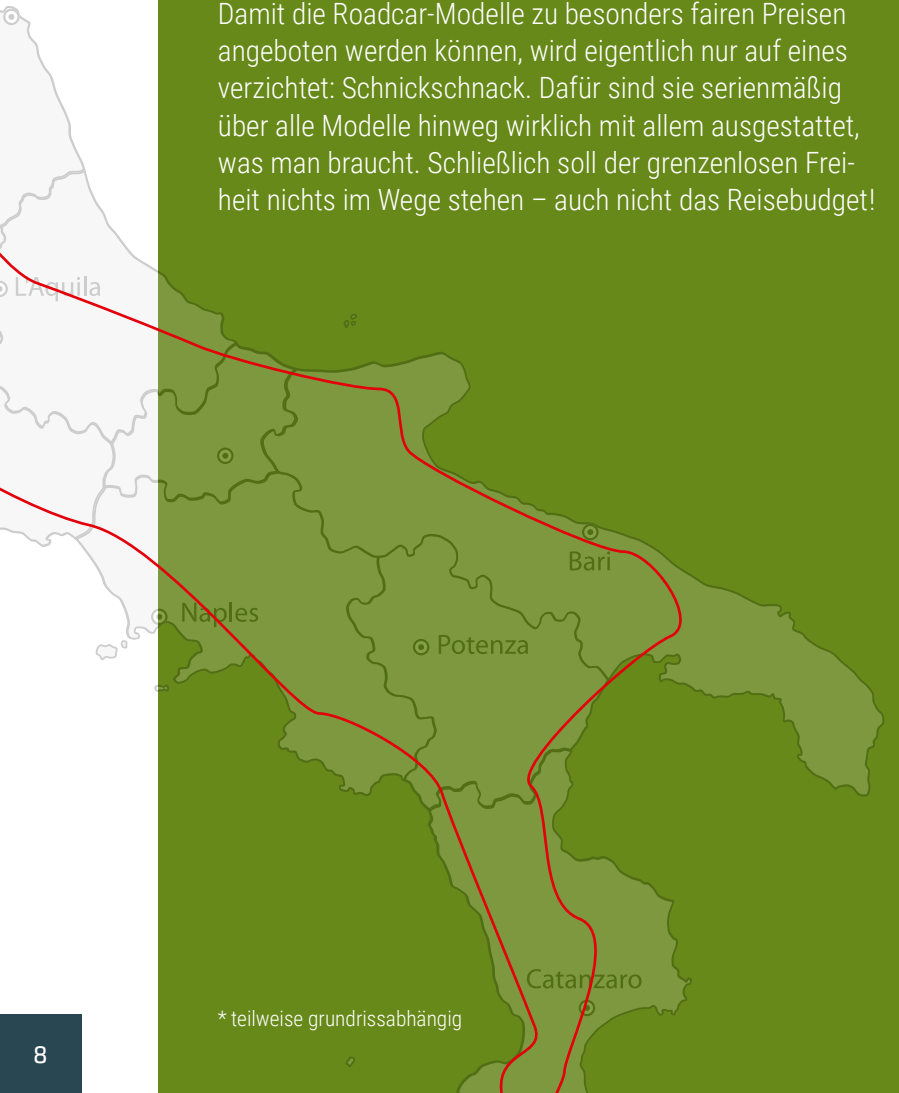 Damit die Roadcar-Modelle zu besonders fairen Preisen
angeboten werden können, wird eigentlich nur auf eines
verzichtet: Schnickschnack. Dafür sind sie serienmäßig
über alle Modelle hinweg wirklich mit allem ausgestattet,
was man braucht. Schließlich soll der grenzenlosen Frei-
heit nichts im Wege stehen – auch nicht das Reisebudget!
L'Aquila
Bari
Naples
Potenza
Catanzaro
* teilweise grundrissabhängig
8